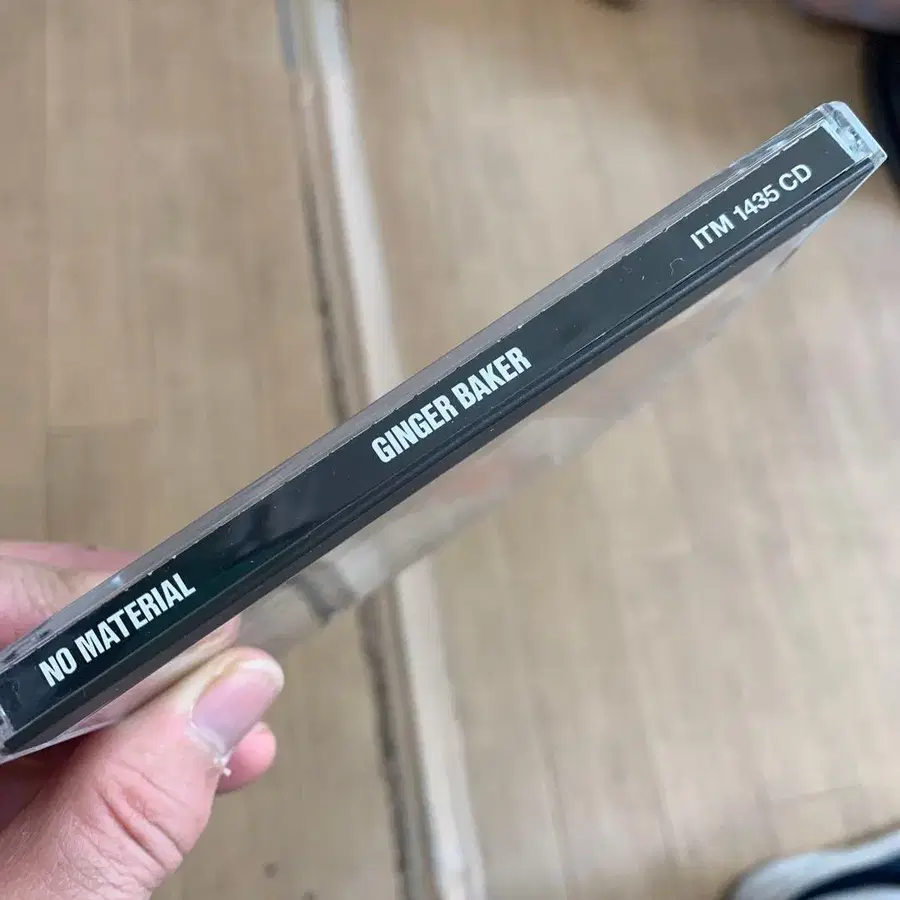 NO MATERIAL
GINGER BAKER
ITM 1435 CD